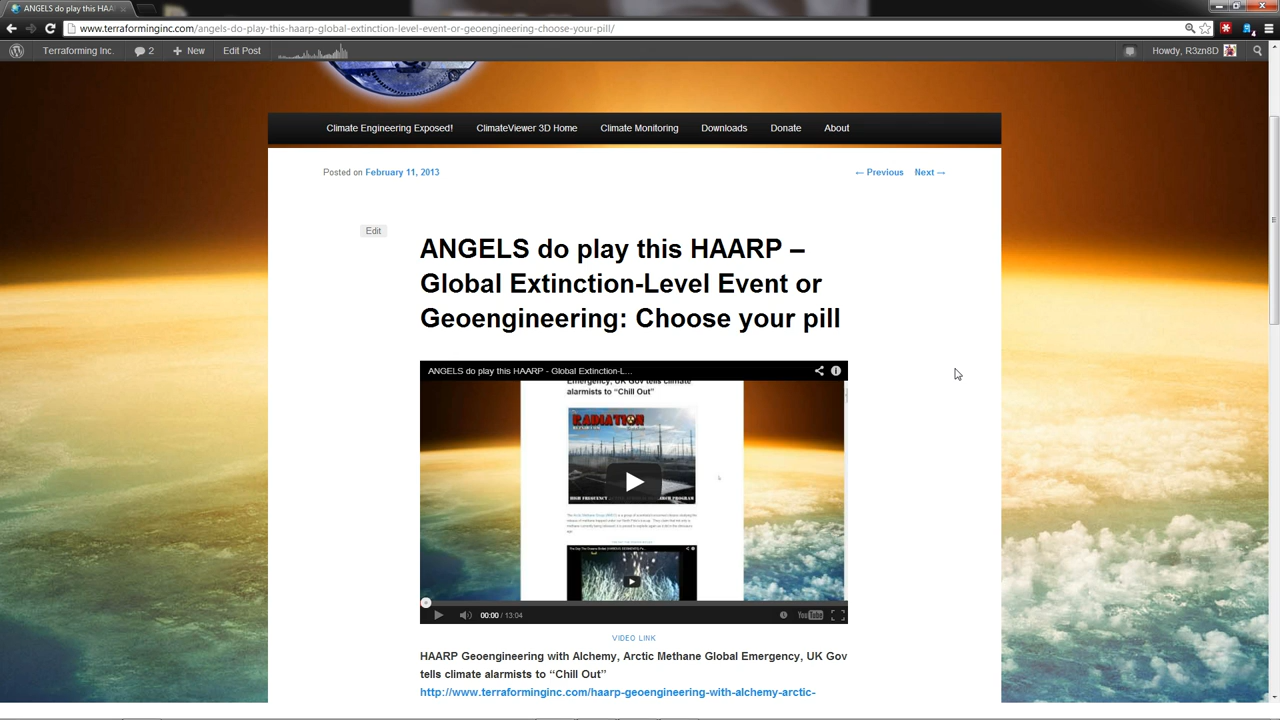 ANGELS do play this HAA
www.terraforminginc.com/angels-do-play-this-haarp-global-extinction-level-event-or-geoengineering-choose-your-pill/
Terraforming Inc. 2 + New Edit Post Howdy, R3zn8D
Climate Engineering Exposed! ClimateViewer 3D Home Climate Monitoring Downloads Donate About
Posted on February 11, 2013 ← Previous Next →
Edit
ANGELS do play this HAARP –
Global Extinction-Level Event or
Geoengineering: Choose your pill
ANGELS do play this HAARP - Global Extinction-L...
Emergency, UK Gov tells climate
alarmists to “Chill Out”
RADIATION
00:00 / 13:04 YouTube
VIDEO LINK
HAARP Geoengineering with Alchemy, Arctic Methane Global Emergency, UK Gov
tells climate alarmists to “Chill Out”
http://www.terraforminginc.com/haarp-geoengineering-with-alchemy-arctic-